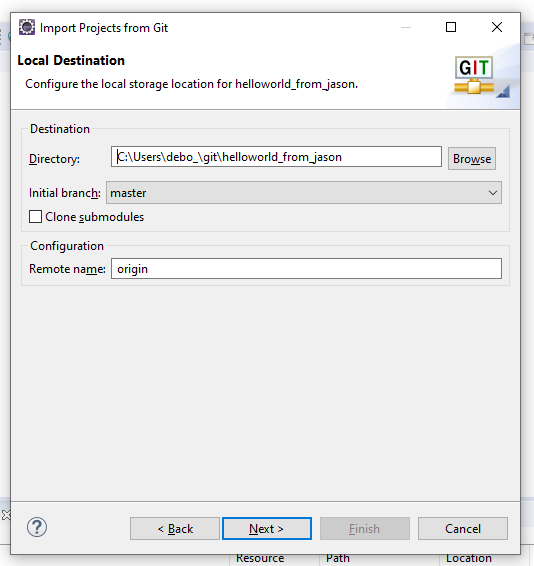 Import Projects from Git
Local Destination
Configure the local storage location for helloworld_from_jason.
GIT
Destination
Directory: C:\Users\debo_\git\helloworld_from_jason Browse
Initial branch: master
Clone submodules
Configuration
Remote name: origin
< Back Next > Finish Cancel
Resource Path Location